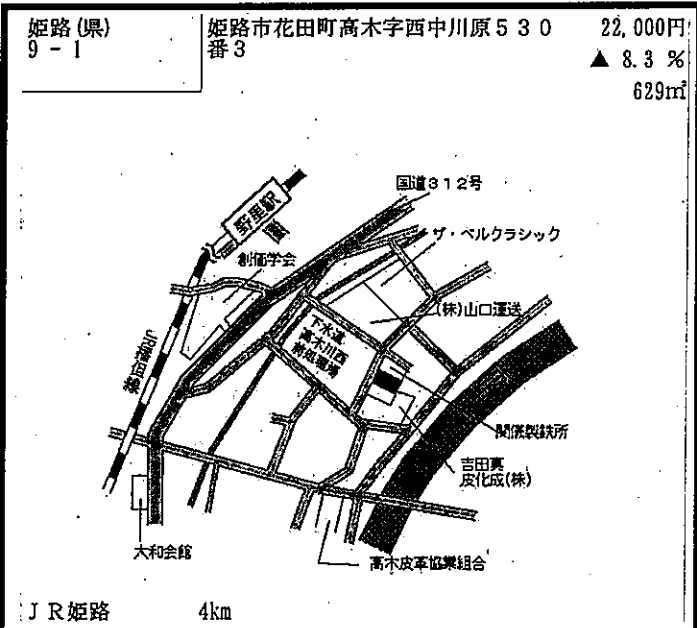 姫路(県)
9-1
姫路市花田町高木字西中川原530
番3
22,000円
▲ 8.3 %
629㎡
国道312号
野里駅
ザ・ベルクラシック
創価学会
(株)山口運送
下水道
高木川西
前処理場
JR播但線
関儀製鉄所
吉田真
皮化成(株)
大和会館
高木皮革協業組合
JR姫路 4km